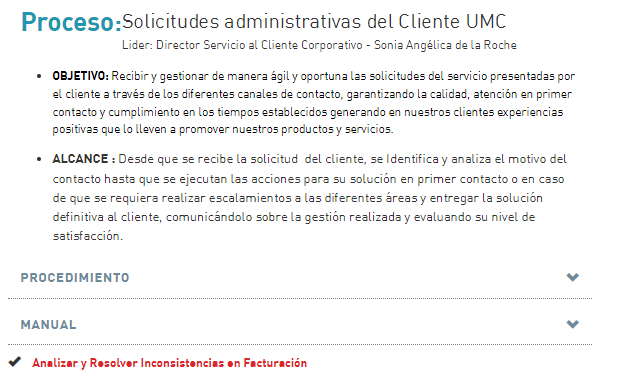 Proceso:Solicitudes administrativas del Cliente UMC
Lider: Director Servicio al Cliente Corporativo - Sonia Angélica de la Roche
• OBJETIVO: Recibir y gestionar de manera ágil y oportuna las solicitudes del servicio presentadas por
el cliente a través de los diferentes canales de contacto, garantizando la calidad, atención en primer
contacto y cumplimiento en los tiempos establecidos generando en nuestros clientes experiencias
positivas que lo lleven a promover nuestros productos y servicios.
• ALCANCE : Desde que se recibe la solicitud del cliente, se Identifica y analiza el motivo del
contacto hasta que se ejecutan las acciones para su solución en primer contacto o en caso
de que se requiera realizar escalamientos a las diferentes áreas y entregar la solución
definitiva al cliente, comunicándolo sobre la gestión realizada y evaluando su nivel de
satisfacción.
PROCEDIMIENTO
MANUAL
Analizar y Resolver Inconsistencias en Facturación